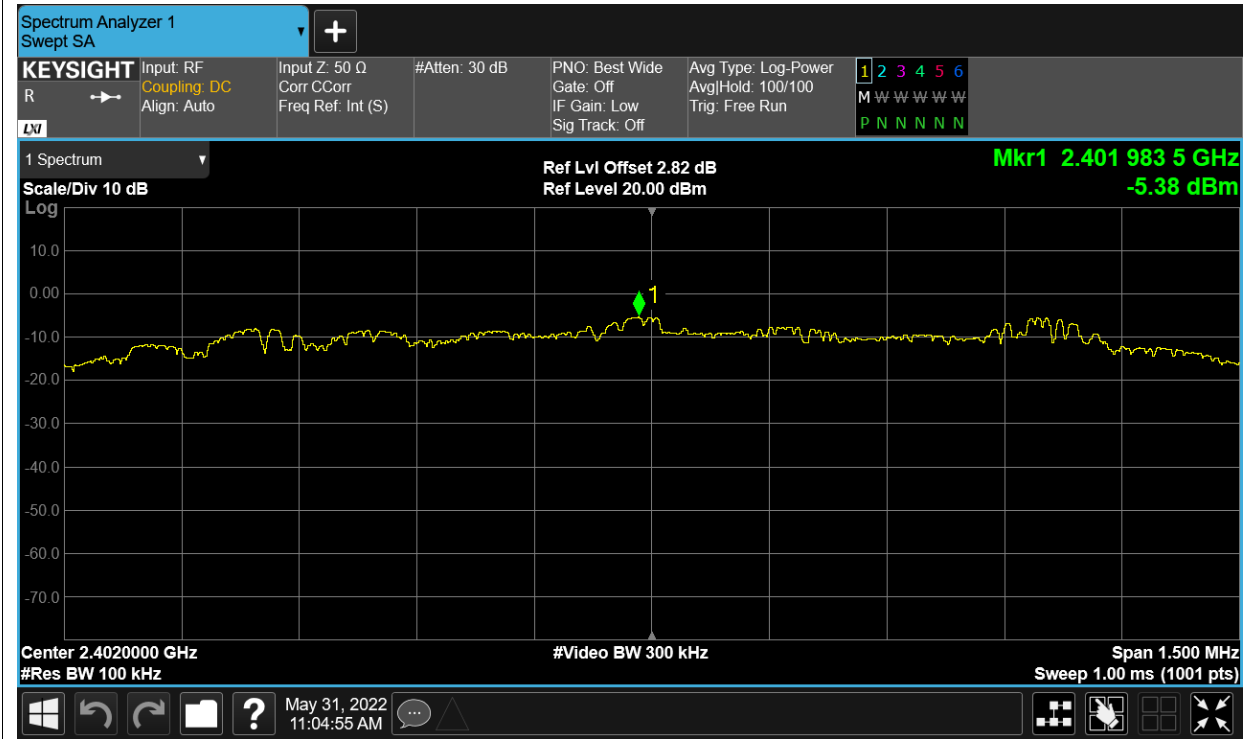 Spectrum Analyzer 1
Swept SA
▼
+
KEYSIGHT
R
LXI
Input: RF
Coupling: DC
Align: Auto
Input Z: 50 Ω
Corr CCorr
Freq Ref: Int (S)
#Atten: 30 dB
PNO: Best Wide
Gate: Off
IF Gain: Low
Sig Track: Off
Avg Type: Log-Power
Avg|Hold: 100/100
Trig: Free Run
1 2 3 4 5 6
M W W W W W
P N N N N N
1 Spectrum ▼
Scale/Div 10 dB
Log
Ref Lvl Offset 2.82 dB
Ref Level 20.00 dBm
Mkr1 2.401 983 5 GHz
-5.38 dBm
10.0
0.00
-10.0
-20.0
-30.0
-40.0
-50.0
-60.0
-70.0
1
Center 2.4020000 GHz
#Res BW 100 kHz
#Video BW 300 kHz
Span 1.500 MHz
Sweep 1.00 ms (1001 pts)
?
May 31, 2022
11:04:55 AM